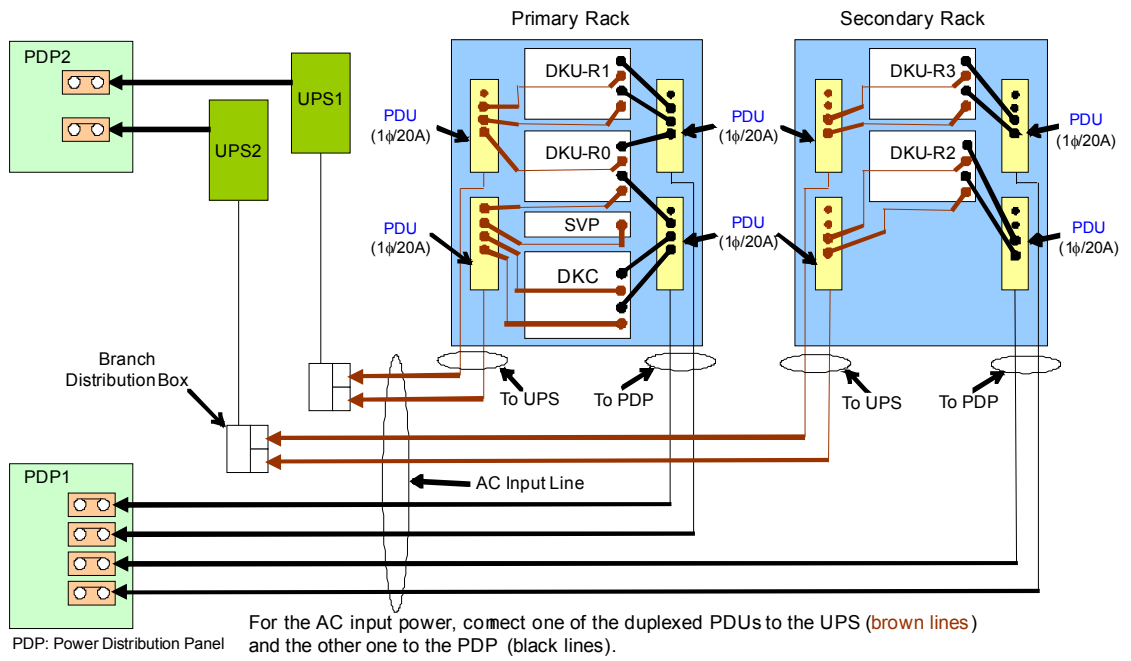 Primary Rack
Secondary Rack
PDP2
UPS1
UPS2
DKU-R1
DKU-R3
PDU
(1ϕ/20A)
PDU
(1ϕ/20A)
PDU
(1ϕ/20A)
PDU
(1ϕ/20A)
DKU-R0
DKU-R2
PDU
(1ϕ/20A)
SVP
PDU
(1ϕ/20A)
PDU
(1ϕ/20A)
PDU
(1ϕ/20A)
DKC
Branch
Distribution Box
To UPS
To PDP
To UPS
To PDP
PDP1
AC Input Line
For the AC input power, connect one of the duplexed PDUs to the UPS (brown lines)
and the other one to the PDP (black lines).
PDP: Power Distribution Panel